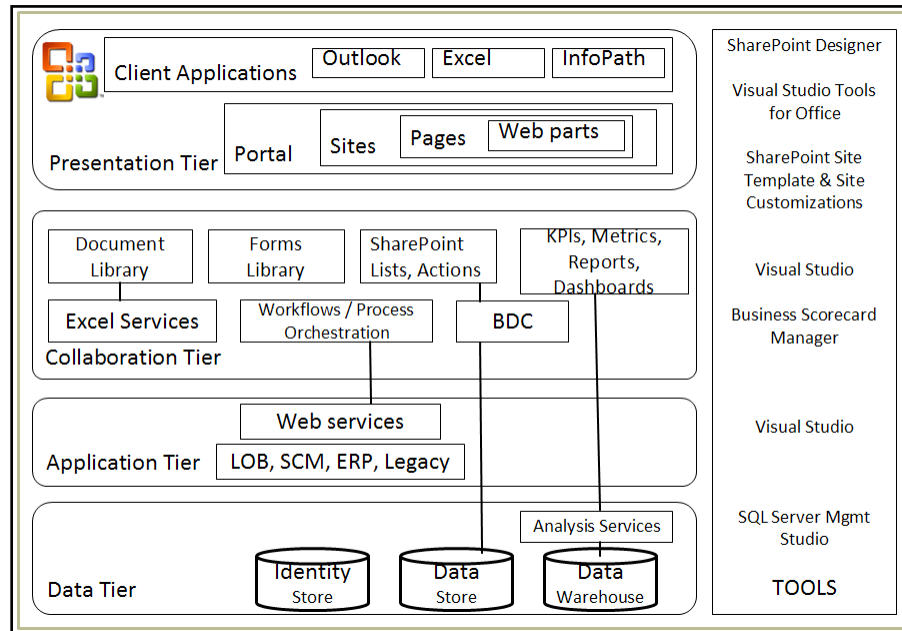 Client Applications
Outlook
Excel
InfoPath
Presentation Tier
Portal
Sites
Pages
Web parts
Document
Library
Forms
Library
SharePoint
Lists, Actions
KPIs, Metrics,
Reports,
Dashboards
Excel Services
Workflows / Process
Orchestration
BDC
Collaboration Tier
Web services
Application Tier
LOB, SCM, ERP, Legacy
Analysis Services
Data Tier
Identity
Store
Data
Store
Data
Warehouse
SharePoint Designer
Visual Studio Tools
for Office
SharePoint Site
Template & Site
Customizations
Visual Studio
Business Scorecard
Manager
Visual Studio
SQL Server Mgmt
Studio
TOOLS